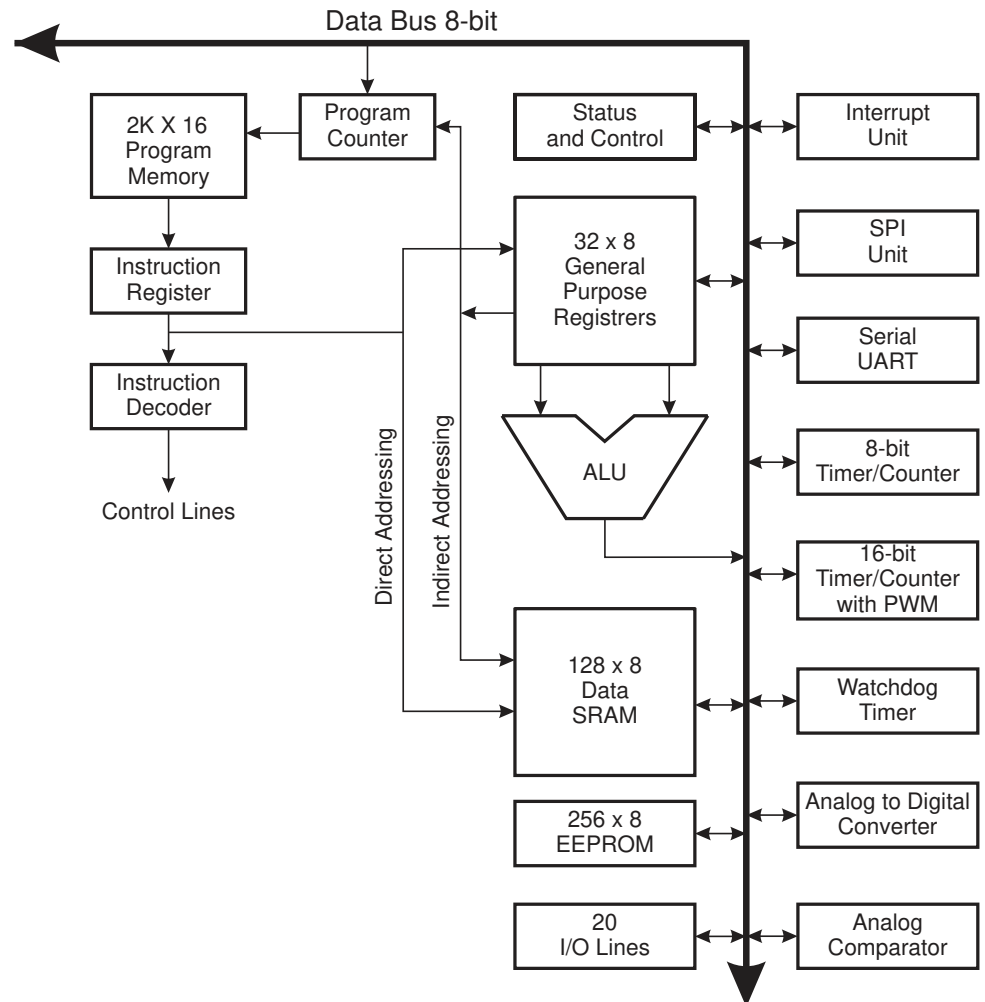 Data Bus 8-bit
2K X 16
Program
Memory
Program
Counter
Status
and Control
Interrupt
Unit
Instruction
Register
32 x 8
General
Purpose
Registrers
SPI
Unit
Serial
UART
Instruction
Decoder
Control Lines
Direct Addressing
Indirect Addressing
ALU
8-bit
Timer/Counter
16-bit
Timer/Counter
with PWM
128 x 8
Data
SRAM
Watchdog
Timer
256 x 8
EEPROM
Analog to Digital
Converter
20
I/O Lines
Analog
Comparator